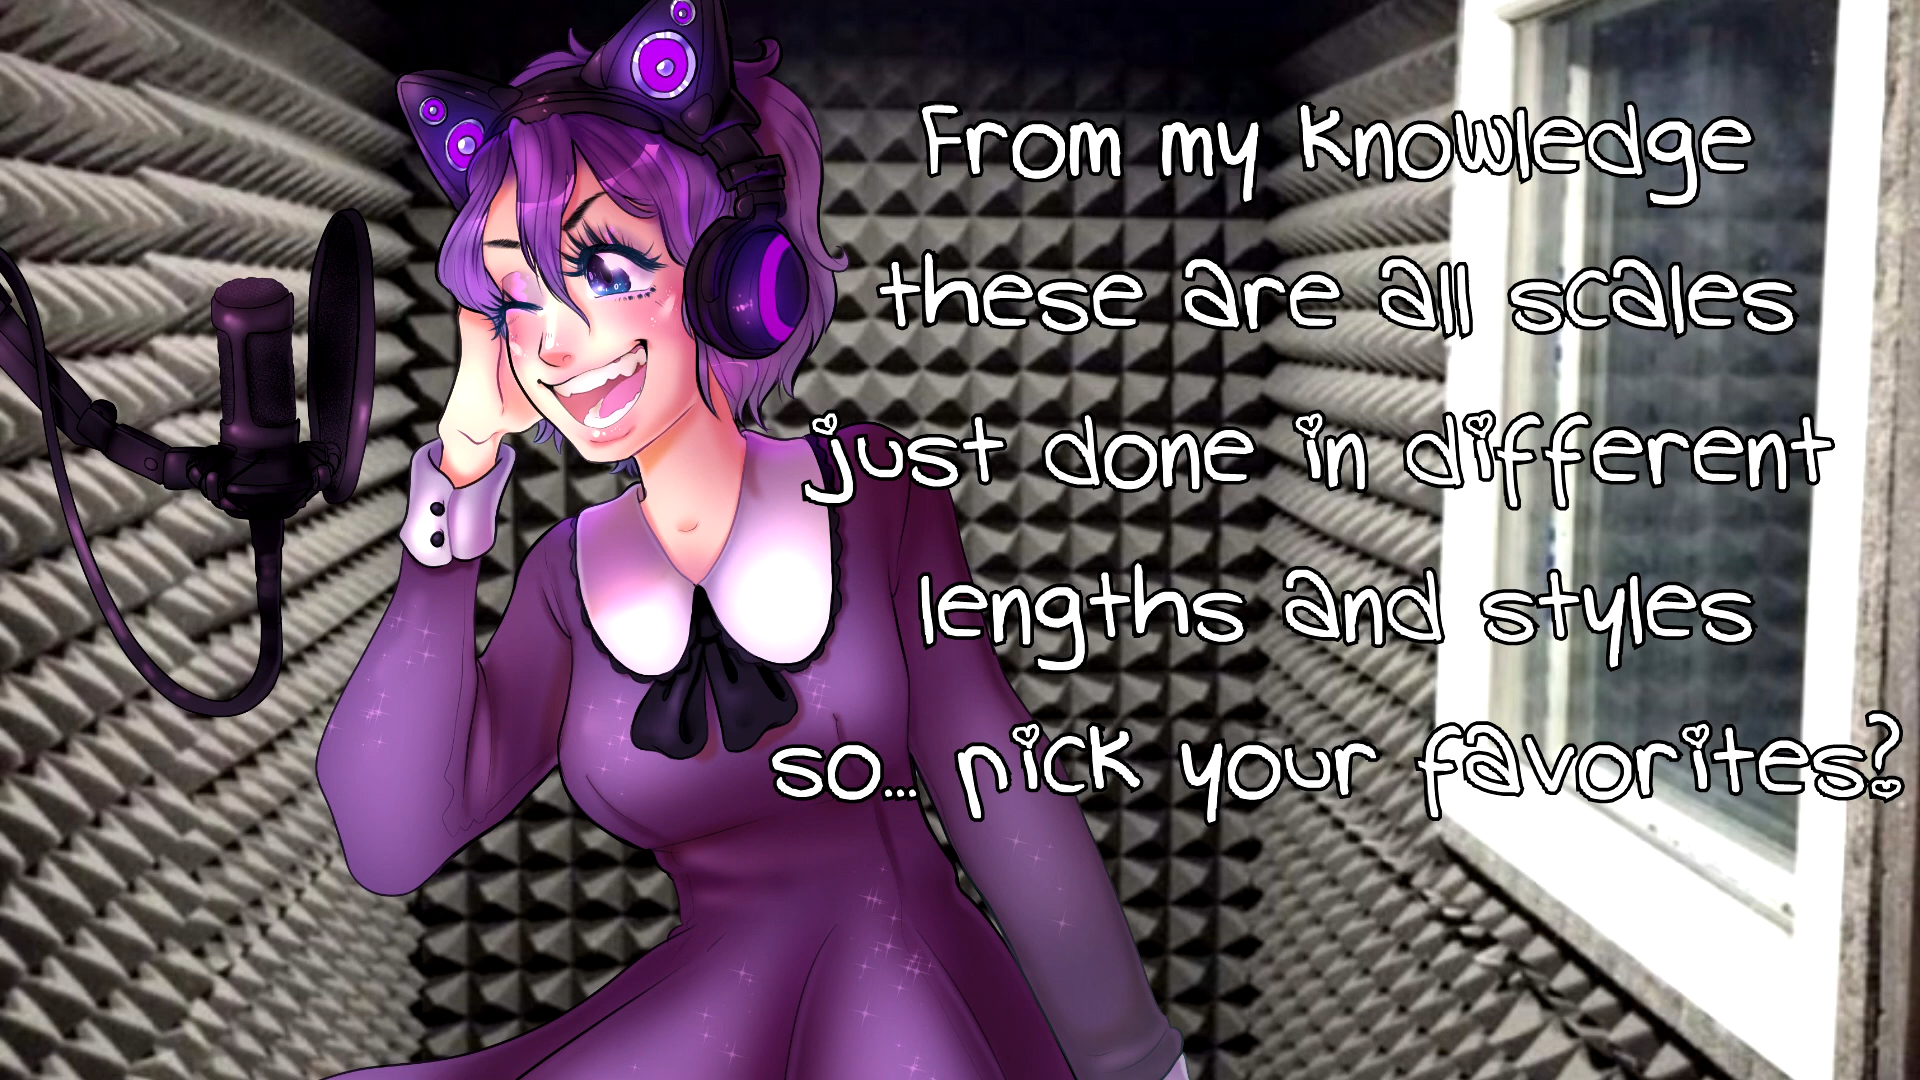 From my Knowledge
these are all scales
just done in different
lengths and styles
so... pick your favorites?